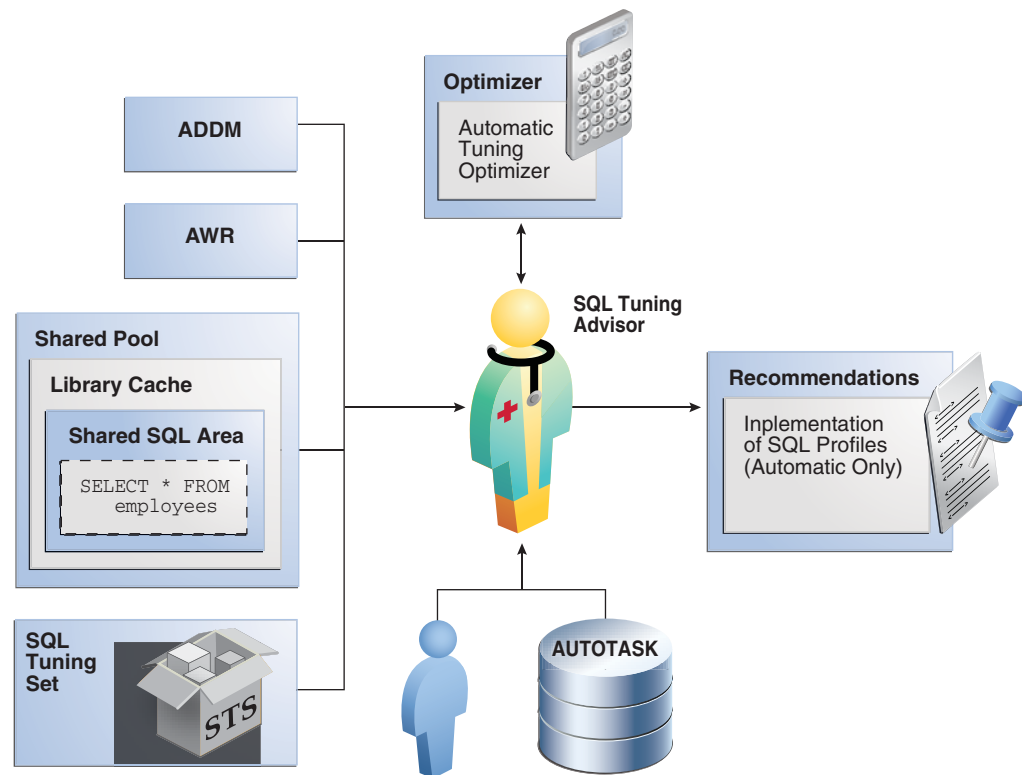 ADDM
AWR
Shared Pool
Library Cache
Shared SQL Area
SELECT * FROM
employees
SQL
Tuning
Set
STS
Optimizer
Automatic
Tuning
Optimizer
SQL Tuning
Advisor
AUTOTASK
Recommendations
Inplementation
of SQL Profiles
(Automatic Only)